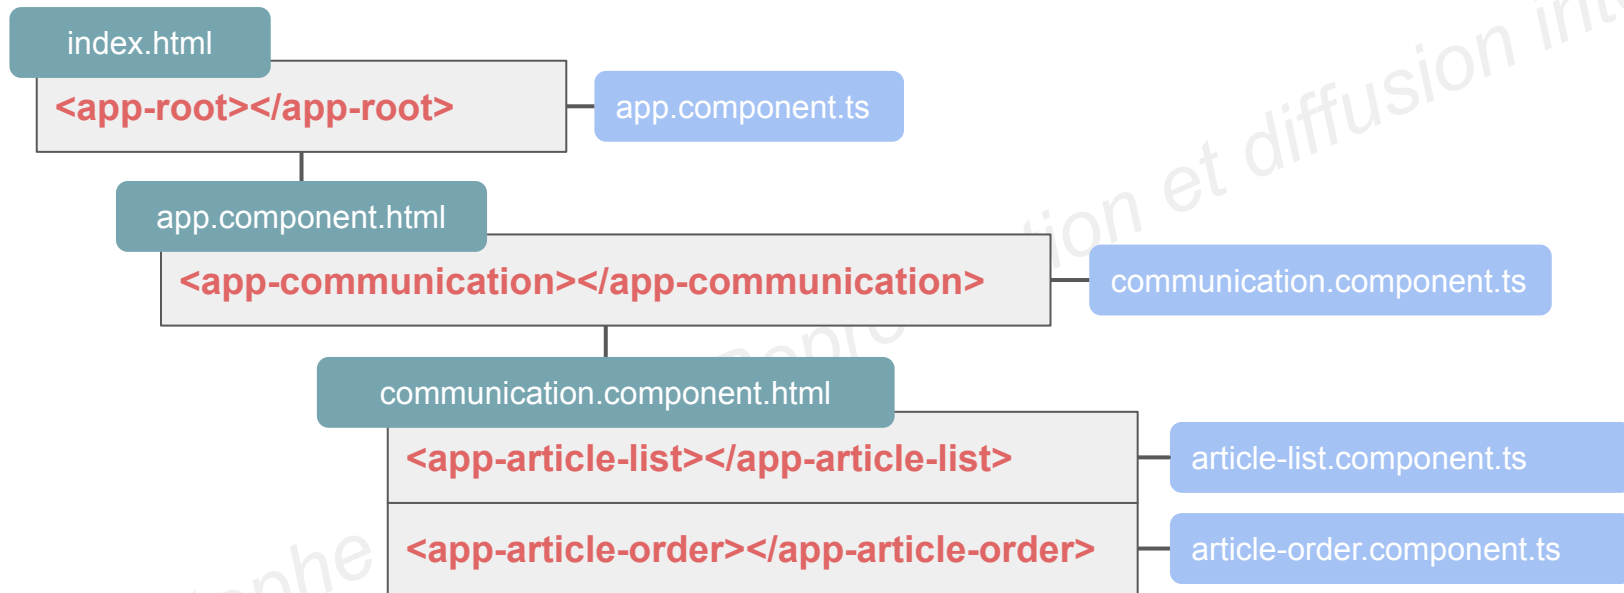 index.html
<app-root></app-root>
app.component.ts
app.component.html
<app-communication></app-communication>
communication.component.ts
communication.component.html
<app-article-list></app-article-list>
article-list.component.ts
<app-article-order></app-article-order>
article-order.component.ts
et diffusion